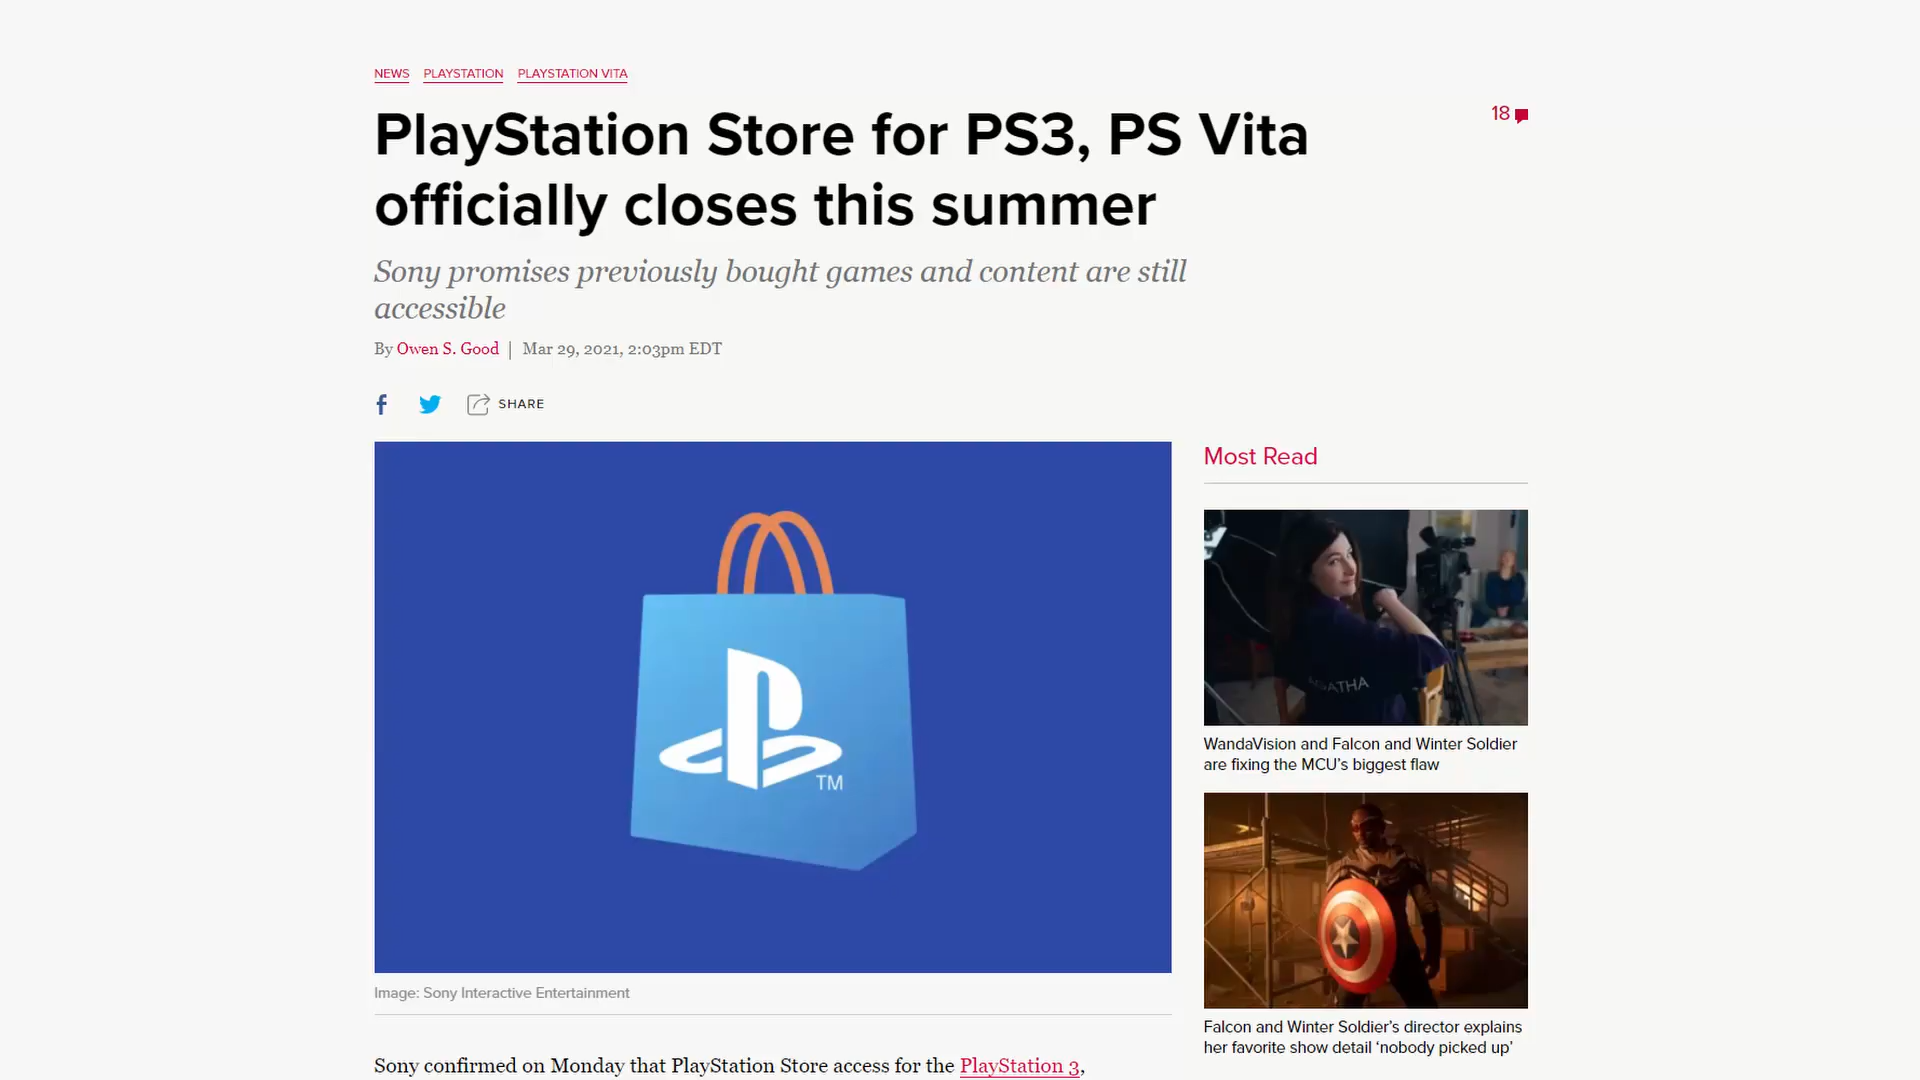 NEWS PLAYSTATION PLAYSTATION VITA
PlayStation Store for PS3, PS Vita
officially closes this summer
18
Sony promises previously bought games and content are still
accessible
By Owen S. Good | Mar 29, 2021, 2:03pm EDT
SHARE
TM
Image: Sony Interactive Entertainment
Sony confirmed on Monday that PlayStation Store access for the PlayStation 3,
Most Read
AGATHA
WandaVision and Falcon and Winter Soldier
are fixing the MCU's biggest flaw
Falcon and Winter Soldier's director explains
her favorite show detail 'nobody picked up'